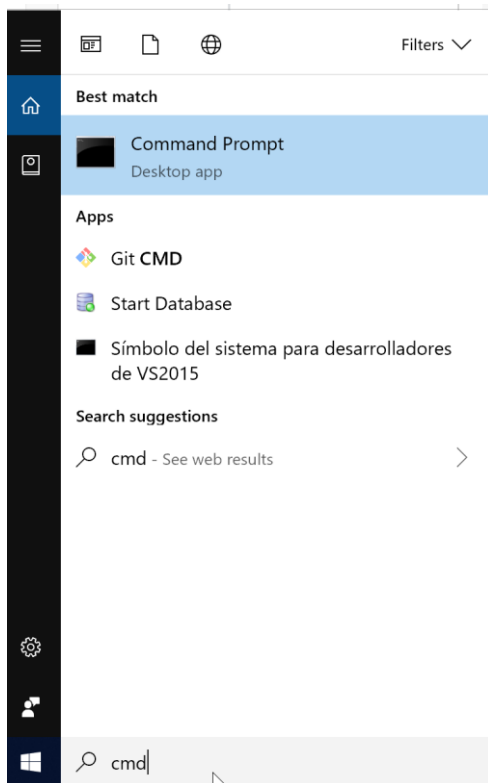 Filters
Best match
Command Prompt
Desktop app
Apps
Git CMD
Start Database
Símbolo del sistema para desarrolladores
de VS2015
Search suggestions
cmd - See web results
cmd